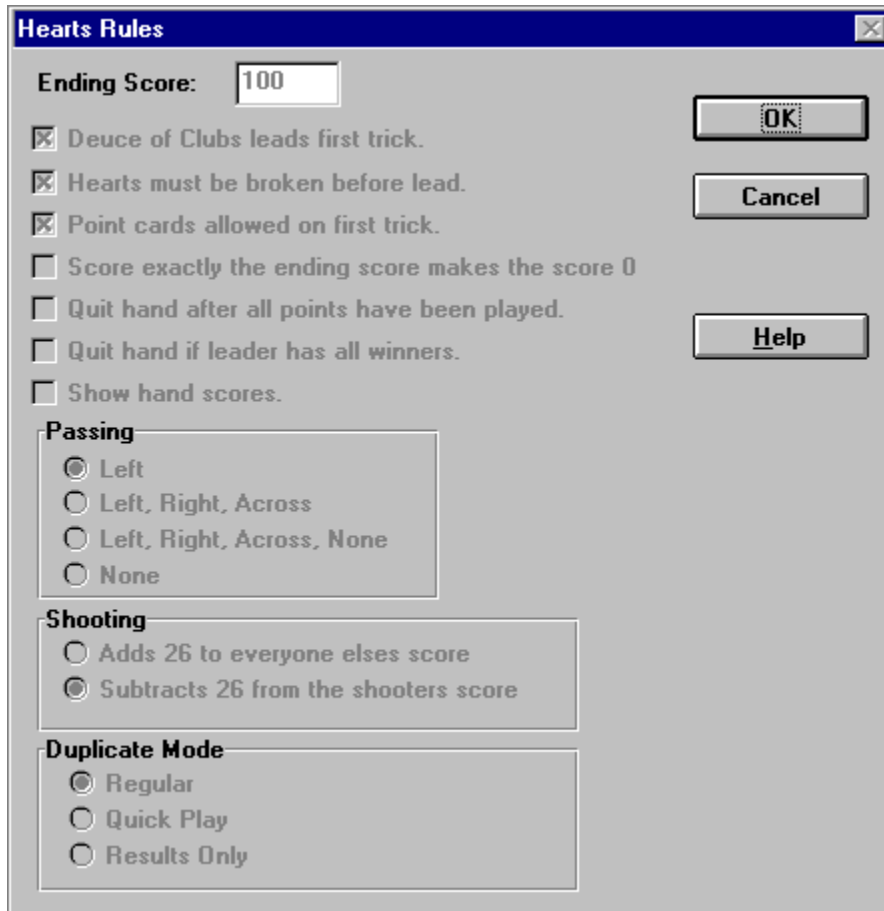 Hearts Rules
Ending Score: 100
OK
Deuce of Clubs leads first trick.
Hearts must be broken before lead.
Cancel
Point cards allowed on first trick.
Score exactly the ending score makes the score 0
Quit hand after all points have been played.
Help
Quit hand if leader has all winners.
Show hand scores.
Passing
Left
Left, Right, Across
Left, Right, Across, None
None
Shooting
Adds 26 to everyone elses score
Subtracts 26 from the shooters score
Duplicate Mode
Regular
Quick Play
Results Only